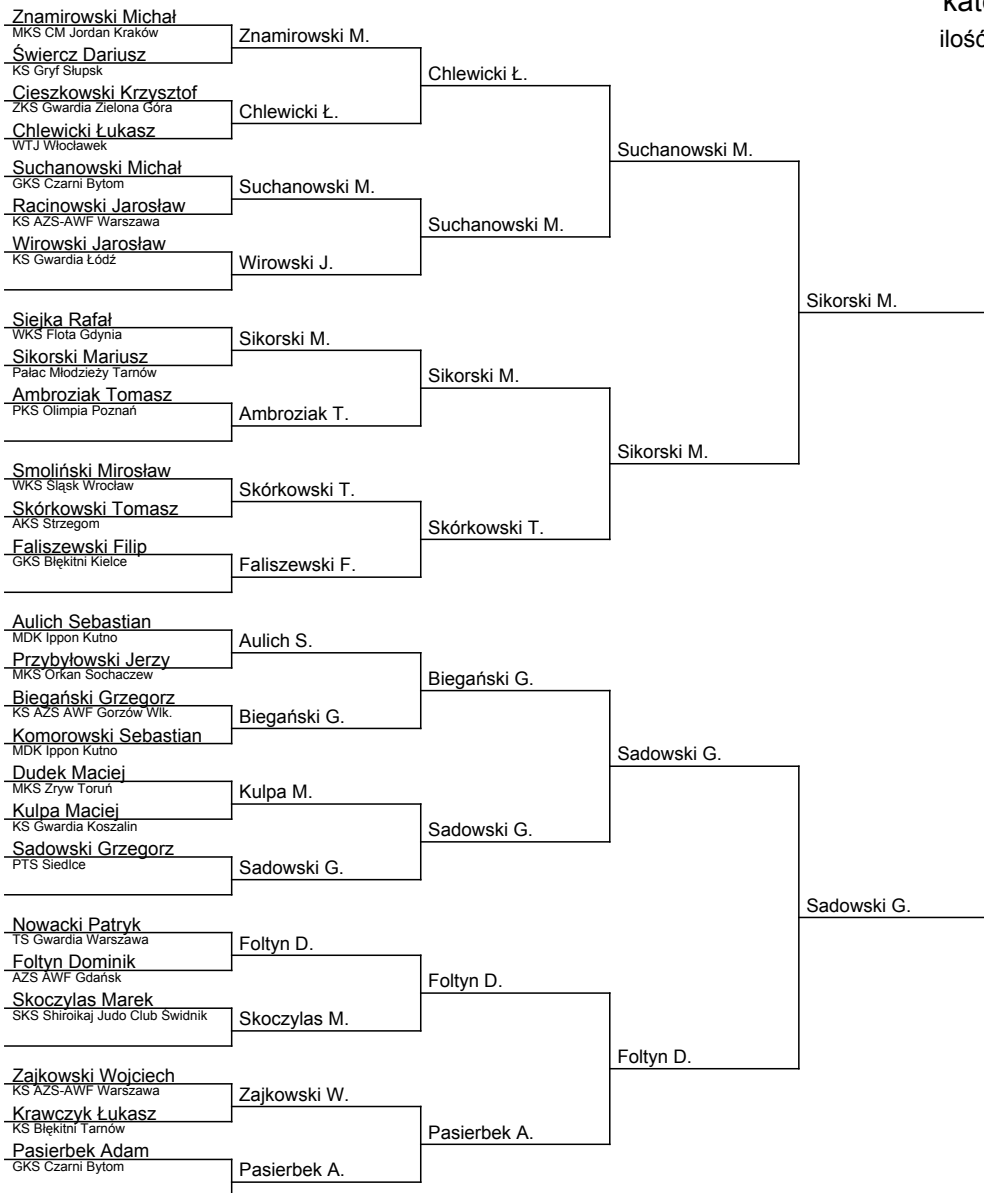 Znamirowski Michał
MKS CM Jordan Kraków
Świercz Dariusz
KS Gryf Słupsk
Cieszkowski Krzysztof
ZKS Gwardia Zielona Góra
Chlewicki Łukasz
WTJ Włocławek
Suchanowski Michał
GKS Czarni Bytom
Racinowski Jarosław
KS AZS-AWF Warszawa
Wirowski Jarosław
KS Gwardia Łódź
Siejka Rafał
WKS Flota Gdynia
Sikorski Mariusz
Pałac Młodzieży Tarnów
Ambroziak Tomasz
PKS Olimpia Poznań
Smoliński Mirosław
WKS Śląsk Wrocław
Skórkowski Tomasz
AKS Strzegom
Faliszewski Filip
GKS Błękitni Kielce
Aulich Sebastian
MDK Ippon Kutno
Przybyłowski Jerzy
MKS Orkan Sochaczew
Biegański Grzegorz
KS AZS AWF Gorzów Wlk.
Komorowski Sebastian
MDK Ippon Kutno
Dudek Maciej
MKS Zryw Toruń
Kulpa Maciej
KS Gwardia Koszalin
Sadowski Grzegorz
PTS Siedlce
Nowacki Patryk
TS Gwardia Warszawa
Foltyn Dominik
AZS AWF Gdańsk
Skoczylas Marek
SKS Shiroikaj Judo Club Świdnik
Zajkowski Wojciech
KS AZS-AWF Warszawa
Krawczyk Łukasz
KS Błękitni Tarnów
Pasierbek Adam
GKS Czarni Bytom
Znamirowski M.
Chlewicki Ł.
Suchanowski M.
Wirowski J.
Sikorski M.
Ambroziak T.
Skórkowski T.
Faliszewski F.
Aulich S.
Biegański G.
Kulpa M.
Sadowski G.
Foltyn D.
Skoczylas M.
Zajkowski W.
Pasierbek A.
Chlewicki Ł.
Suchanowski M.
Sikorski M.
Skórkowski T.
Biegański G.
Sadowski G.
Foltyn D.
Pasierbek A.
Suchanowski M.
Sikorski M.
Sadowski G.
Foltyn D.
Sikorski M.
Sadowski G.
ilość